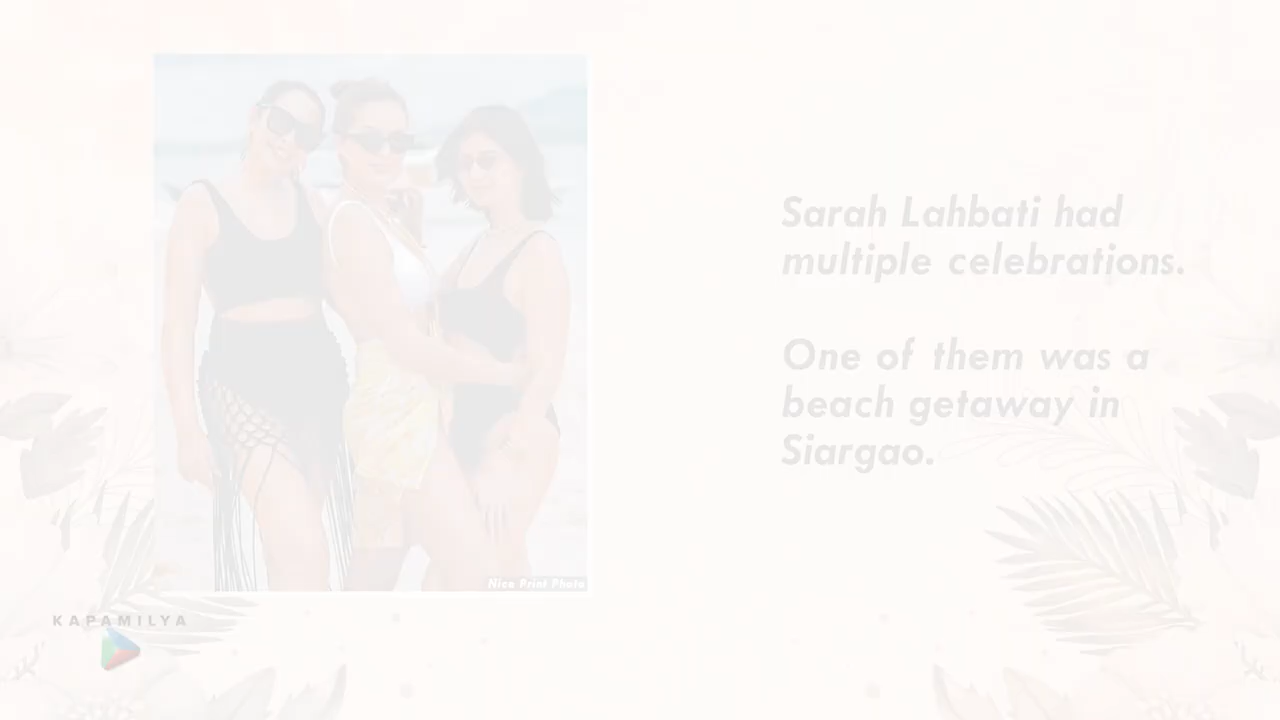 Sarah Lahbati had
multiple celebrations.
One of them was a
beach getaway in
Siargao.
Nice Print Photo
KAPAMILYA